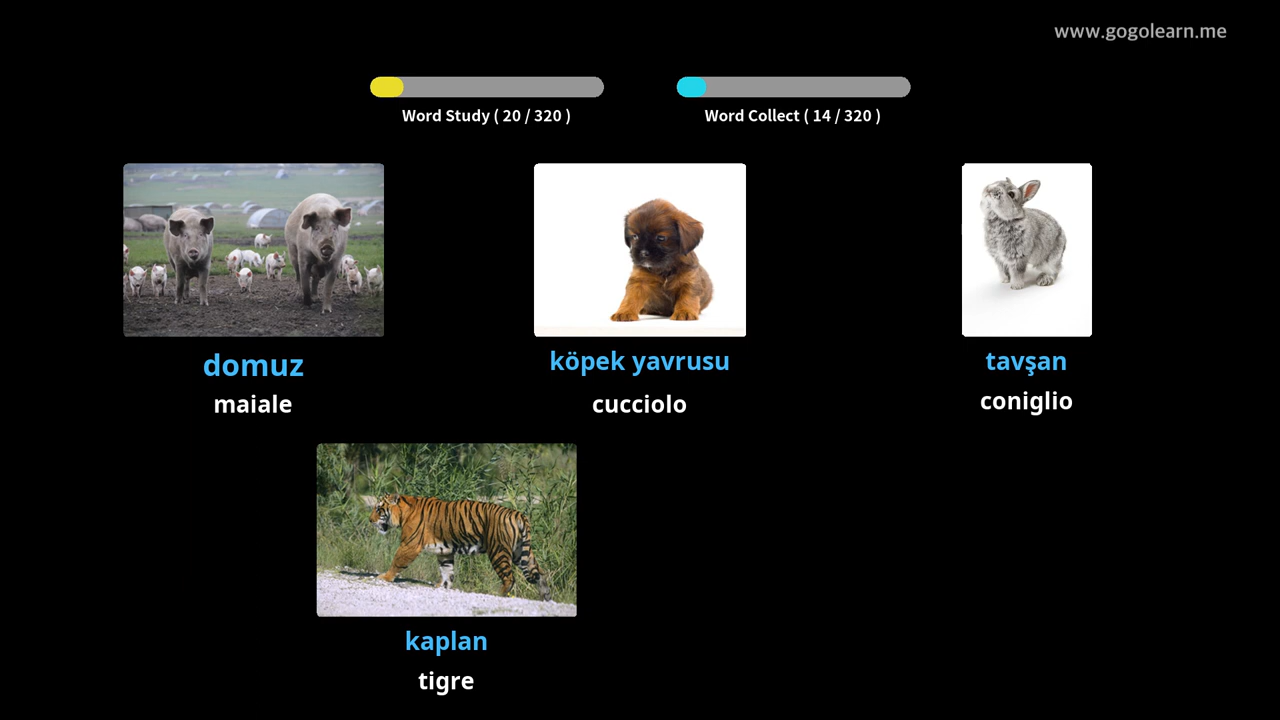 www.gogolearn.me
Word Study ( 20 / 320 )
Word Collect ( 14 / 320 )
domuz
maiale
köpek yavrusu
cucciolo
tavşan
coniglio
kaplan
tigre